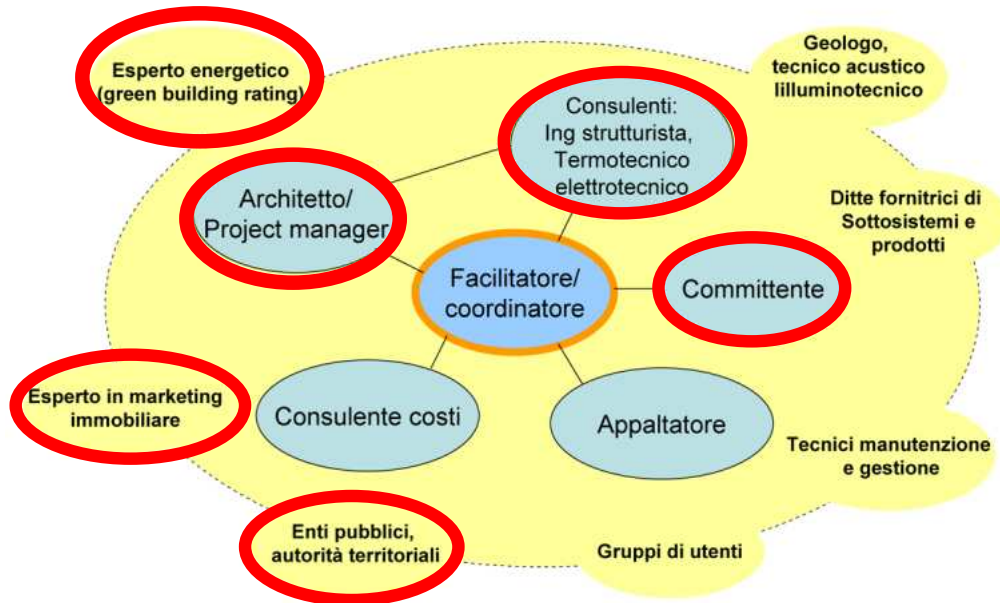 Esperto energetico
(green building rating)
Geologo,
tecnico acustico
lilluminotecnico
Consulenti:
Ing strutturista,
Termotecnico
elettrotecnico
Architetto/
Project manager
Ditte fornitrici di
Sottosistemi e
prodotti
Facilitatore/
coordinatore
Committente
Esperto in marketing
immobiliare
Consulente costi
Appaltatore
Tecnici manutenzione
e gestione
Enti pubblici,
autorità territoriali
Gruppi di utenti